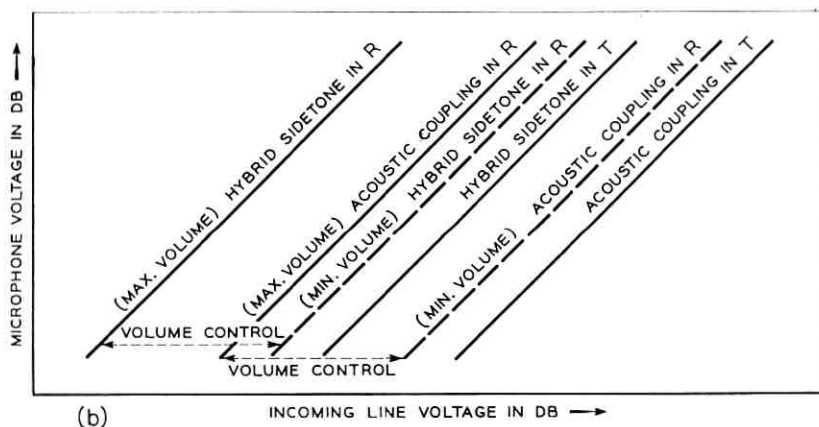 MICROPHONE VOLTAGE IN DB
(MAX. VOLUME) HYBRID SIDETONE IN R
(MAX. VOLUME) ACOUSTIC COUPLING IN R
(MIN. VOLUME) HYBRID SIDETONE IN R
HYBRID SIDETONE IN T
(MIN. VOLUME) ACOUSTIC COUPLING IN R
ACOUSTIC COUPLING IN T
VOLUME CONTROL
VOLUME CONTROL
(b)
INCOMING LINE VOLTAGE IN DB